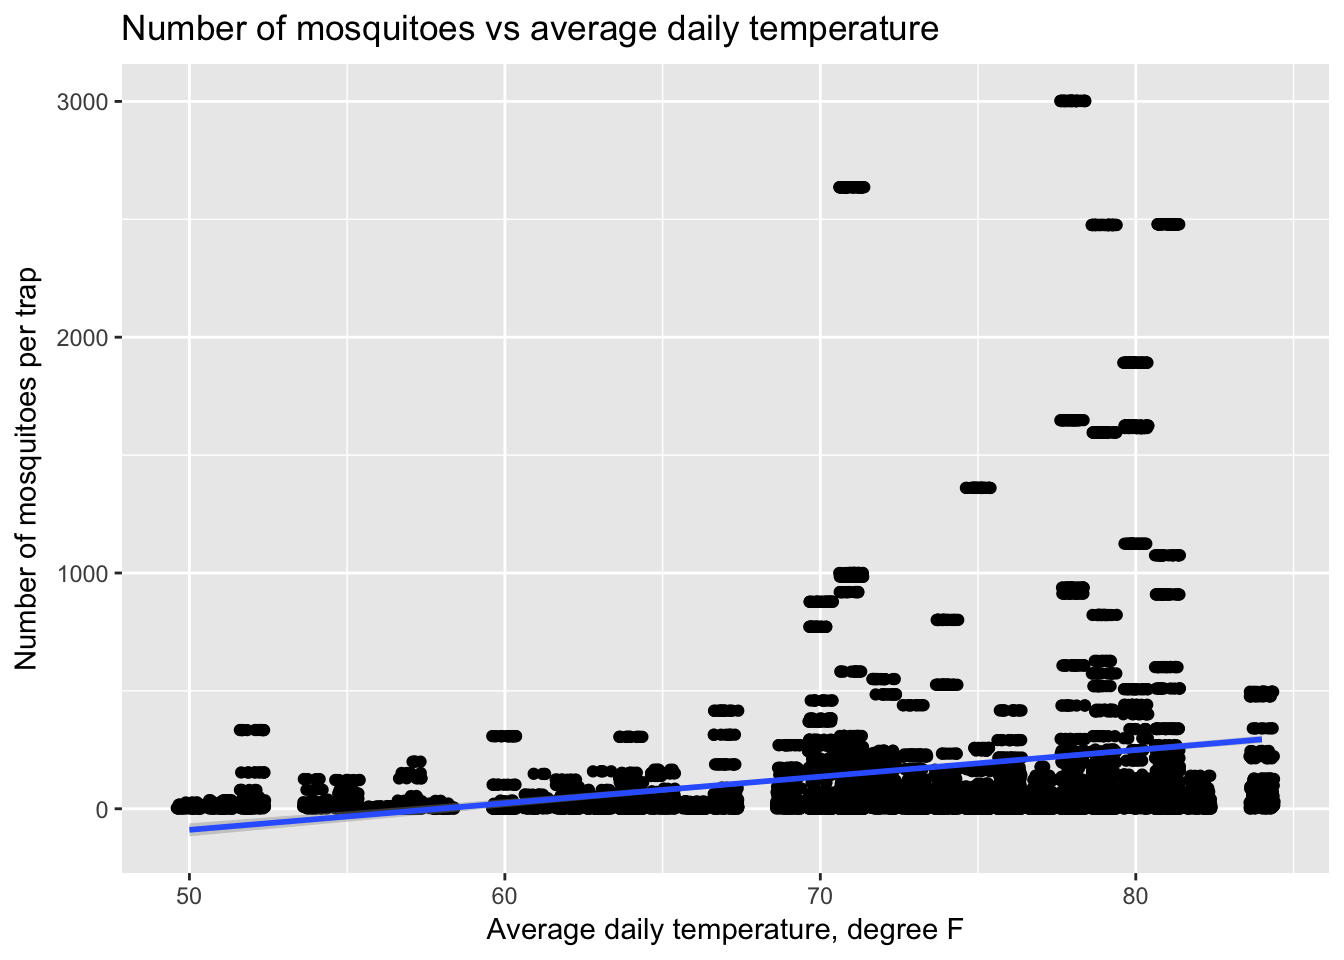 Number of mosquitoes vs average daily temperature
Number of mosquitoes per trap
3000
2000
1000
0
50 60 70 80
Average daily temperature, degree F